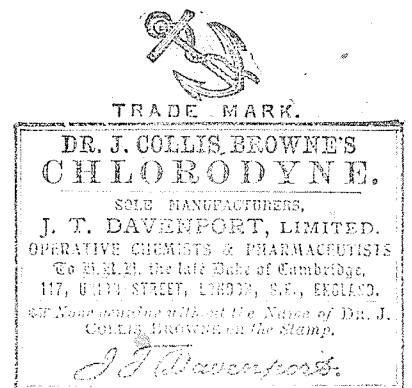 TRADE MARK.
DR. J. COLLIS BROWNE'S
CHLORODYNE.
SOLE MANUFACTURERS,
J. T. DAVENPORT, LIMITED.
OPERATIVE CHEMISTS & PHARMACEUTISTS
To H.R.H. the late Duke of Cambridge,
117, STREET, LONDON, S.E., ENGLAND.
None genuine without the Name of DR. J.
COLLIS BROWNE on the Stamp.
J T Davenport.